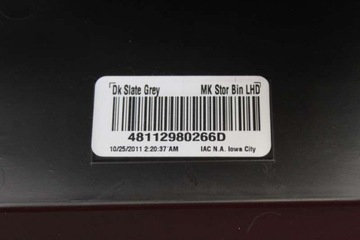 Dk Slate Grey MK Stor Bin LHD
48112980266D
10/25/2011 2:20:37 AM IAC N.A. Iowa City